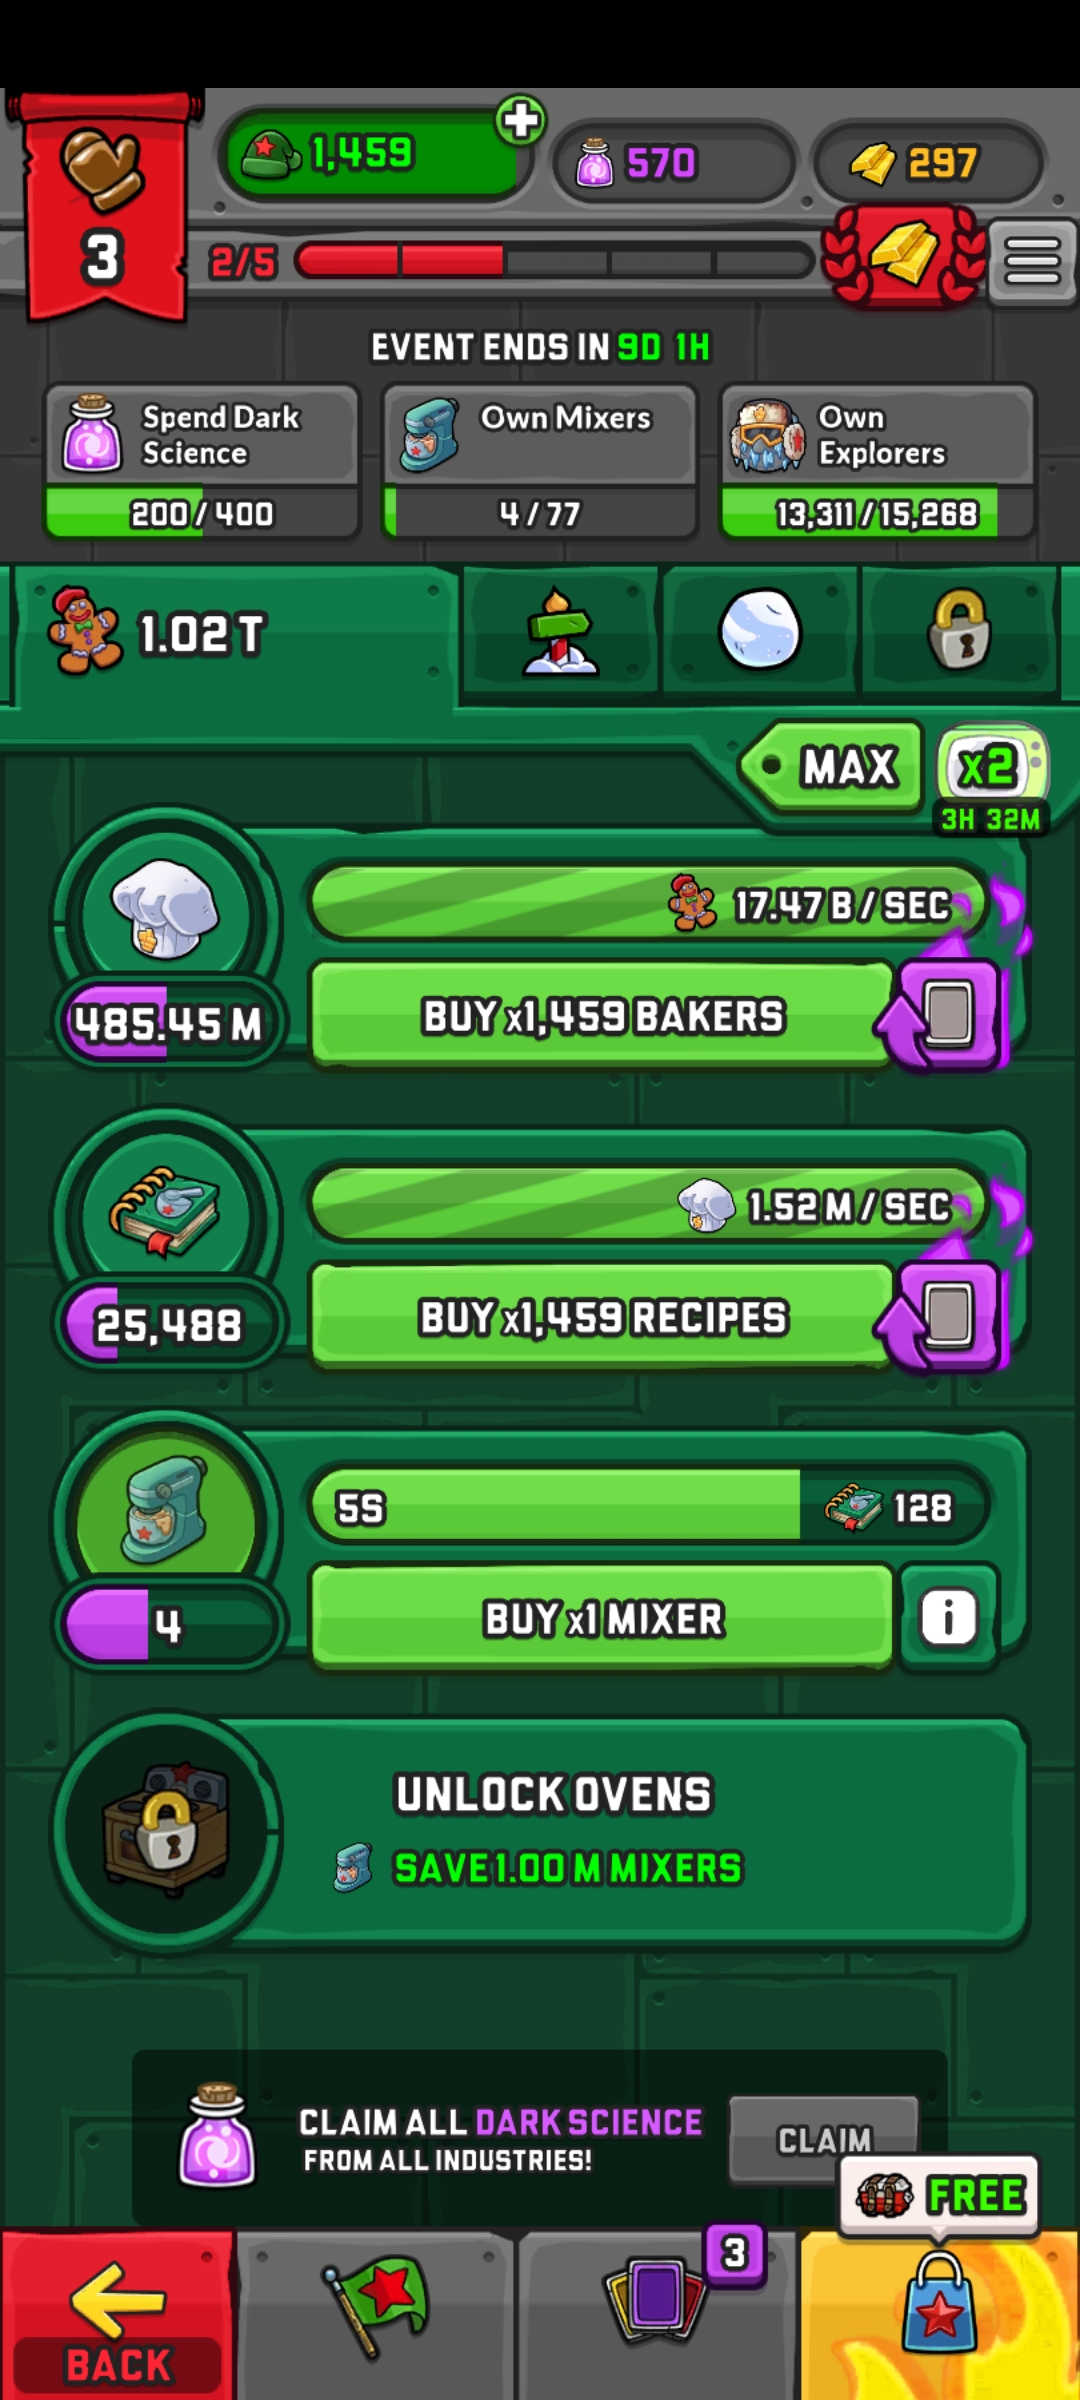 1,459
570
297
3
2/5
EVENT ENDS IN 9D 1H
Spend Dark Science
200/400
Own Mixers
4/77
Own Explorers
13,311/15,268
1.02 T
MAX
x2
3H 32M
17.47 B / SEC
485.45 M
BUY x1,459 BAKERS
1.52 M / SEC
25,488
BUY x1,459 RECIPES
5S
128
4
BUY x1 MIXER
i
UNLOCK OVENS
SAVE 1.00 M MIXERS
CLAIM ALL DARK SCIENCE
FROM ALL INDUSTRIES!
CLAIM
FREE
3
BACK